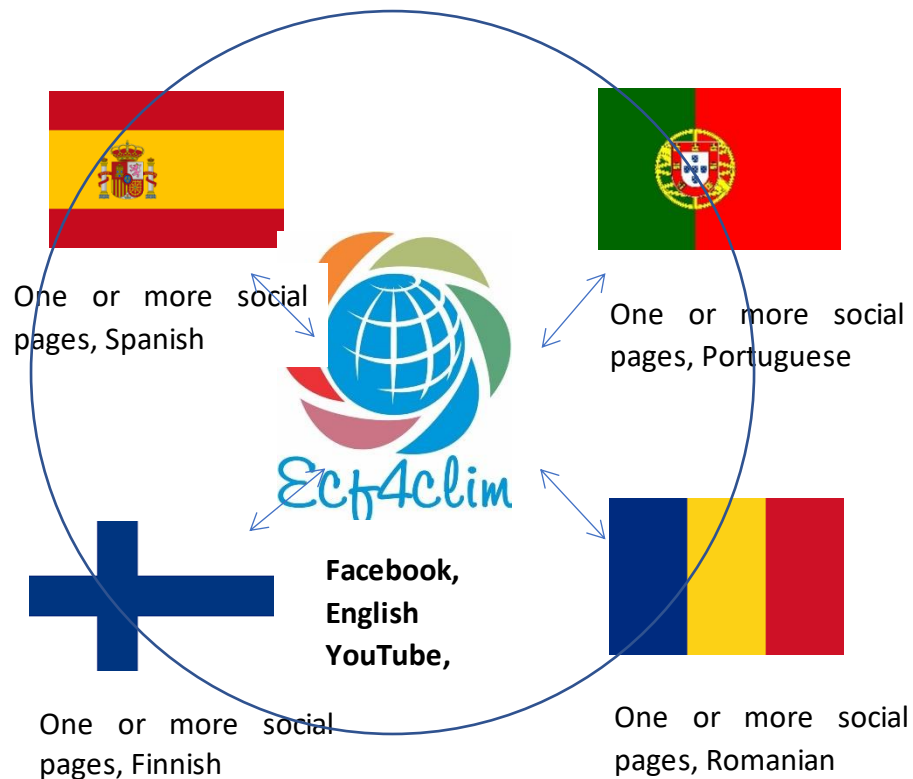 One or more social
pages, Spanish
One or more social
pages, Portuguese
Ecf4clim
Facebook,
English
YouTube,
One or more social
pages, Finnish
One or more social
pages, Romanian